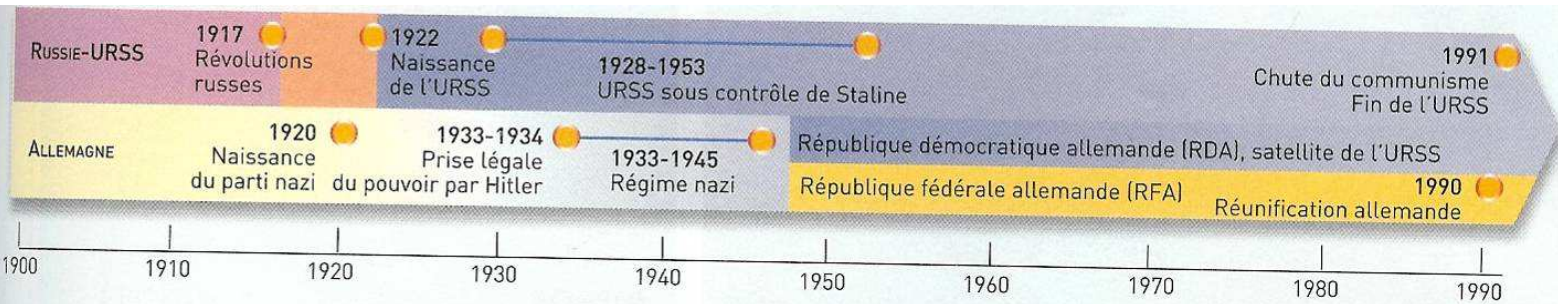 RUSSIE-URSS
1917
Révolutions
russes
1922
Naissance
de l'URSS
1928-1953
URSS sous contrôle de Staline
1991
Chute du communisme
Fin de l'URSS
ALLEMAGNE
1920
Naissance
du parti nazi
1933-1934
Prise légale
du pouvoir par Hitler
1933-1945
Régime nazi
République démocratique allemande (RDA), satellite de l'URSS
République fédérale allemande (RFA)
1990
Réunification allemande
1900 1910 1920 1930 1940 1950 1960 1970 1980 1990